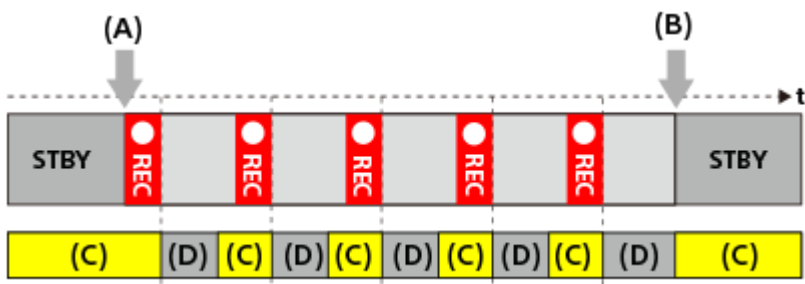 (A) (B)
t
STBY REC REC REC REC REC STBY
(C) (D) (C) (D) (C) (D) (C) (D) (C) (D) (C)